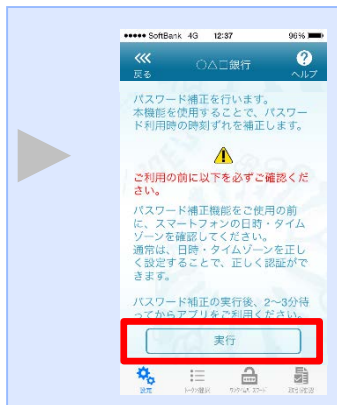 SoftBank 4G 12:37 96%
戻る
○△□銀行
ヘルプ
パスワード補正を行います。
本機能を使用することで、パスワー
ド利用時の時刻ずれを補正します。
ご利用の前に以下を必ずご確認くだ
さい。
パスワード補正機能をご使用の前
に、スマートフォンの日時・タイム
ゾーンを確認してください。
通常は、日時・タイムゾーンを正し
く設定することで、正しく認証がで
きます。
パスワード補正の実行後、2〜3分待
ってからアプリをご利用ください。
実行
設定